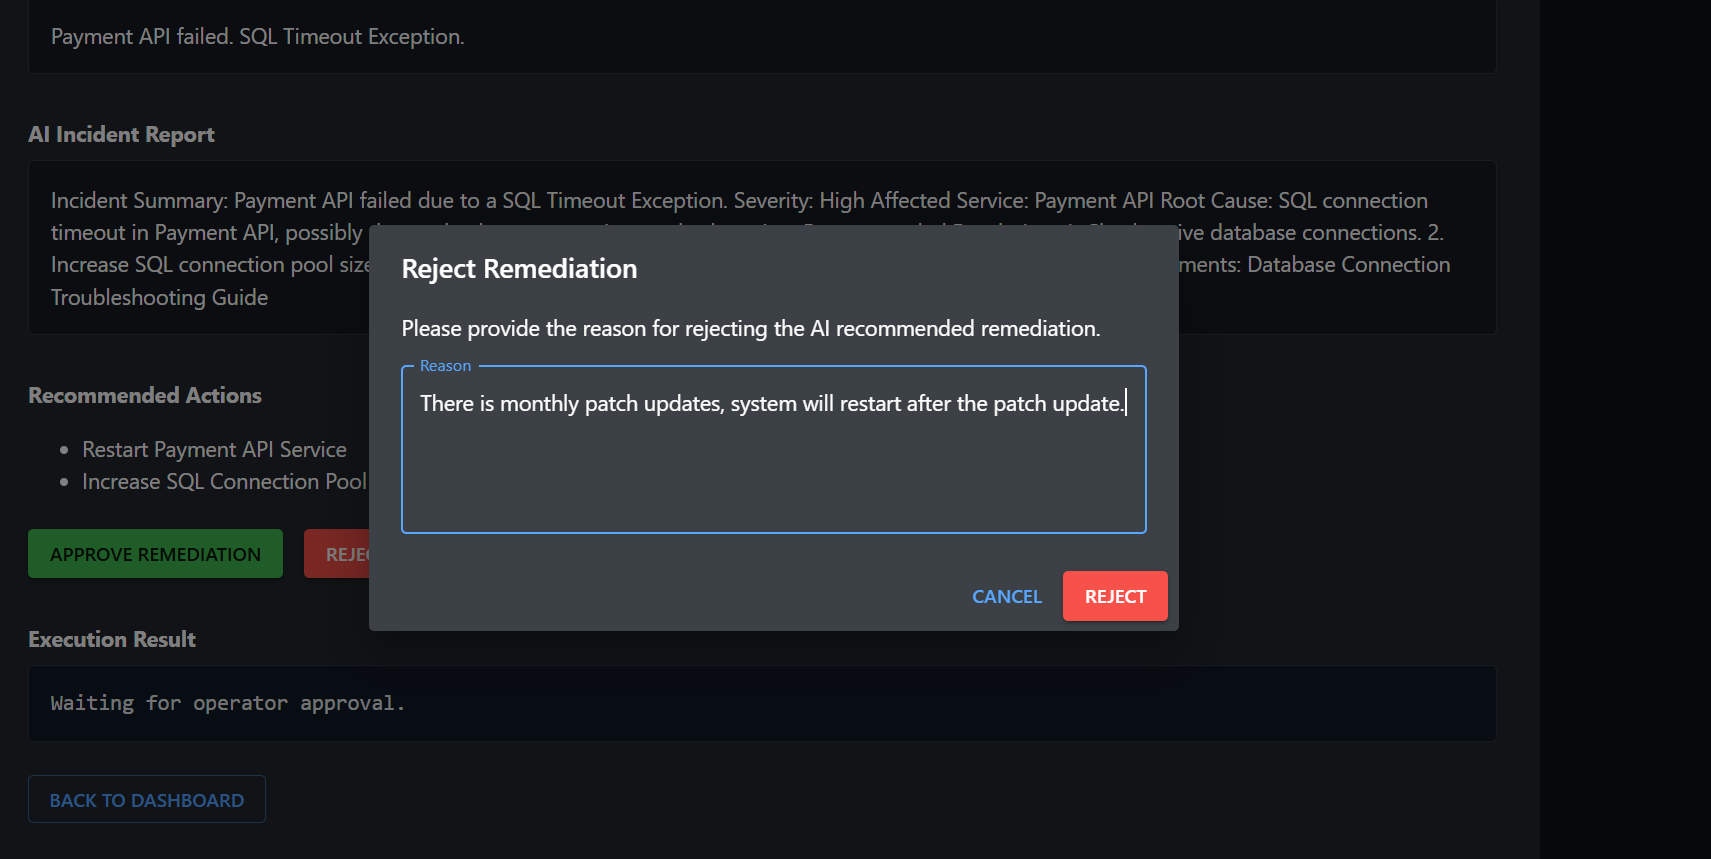 Payment API failed. SQL Timeout Exception.
AI Incident Report
Incident Summary: Payment API failed due to a SQL Timeout Exception. Severity: High Affected Service: Payment API Root Cause: SQL connection
timeout in Payment API, possibly ive database connections. 2.
Increase SQL connection pool size ments: Database Connection
Troubleshooting Guide
Reject Remediation
Please provide the reason for rejecting the AI recommended remediation.
Reason
There is monthly patch updates, system will restart after the patch update.
CANCEL
REJECT
Recommended Actions
Restart Payment API Service
Increase SQL Connection Pool
APPROVE REMEDIATION
REJEC
Execution Result
Waiting for operator approval.
BACK TO DASHBOARD